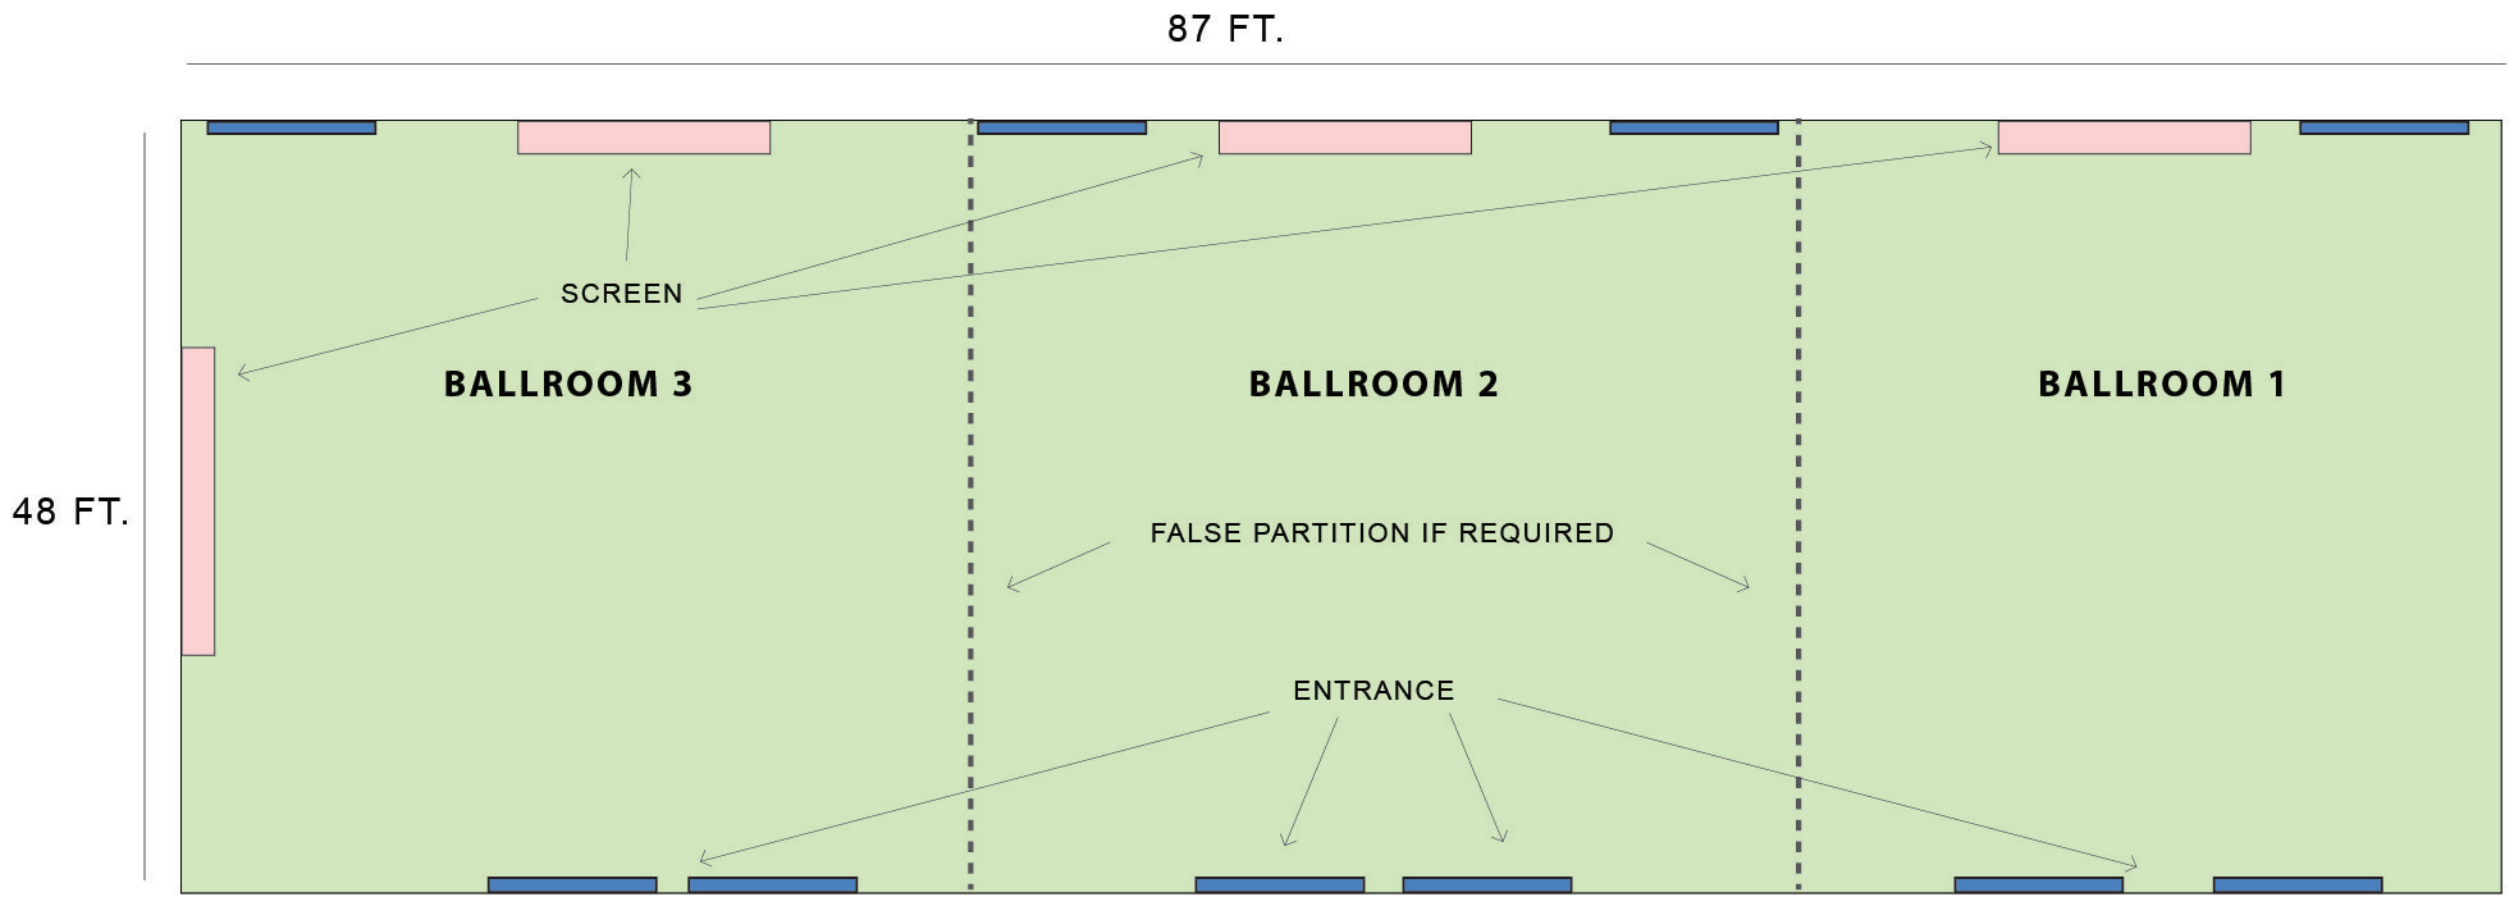 87 FT.
SCREEN
BALLROOM 3
BALLROOM 2
BALLROOM 1
48 FT.
FALSE PARTITION IF REQUIRED
ENTRANCE